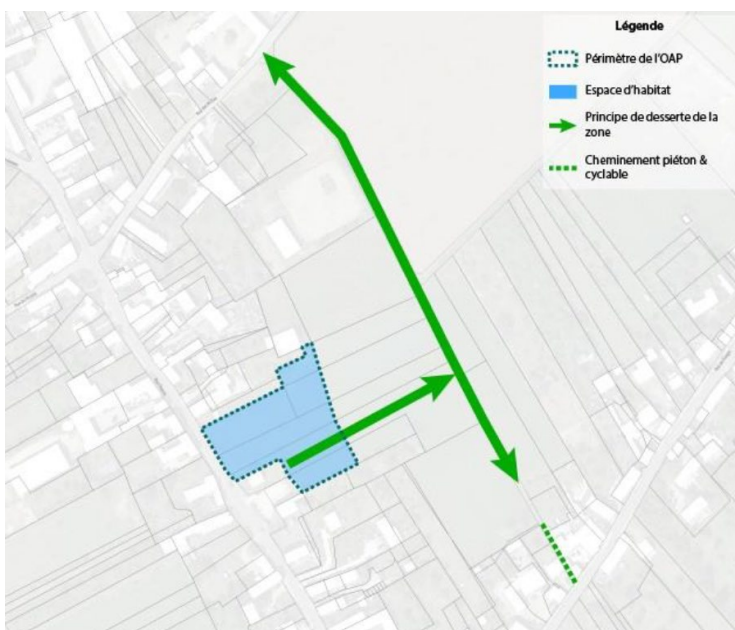 Légende
Périmètre de l'OAP
Espace d'habitat
Principe de desserte de la
zone
Cheminement piéton &
cyclable